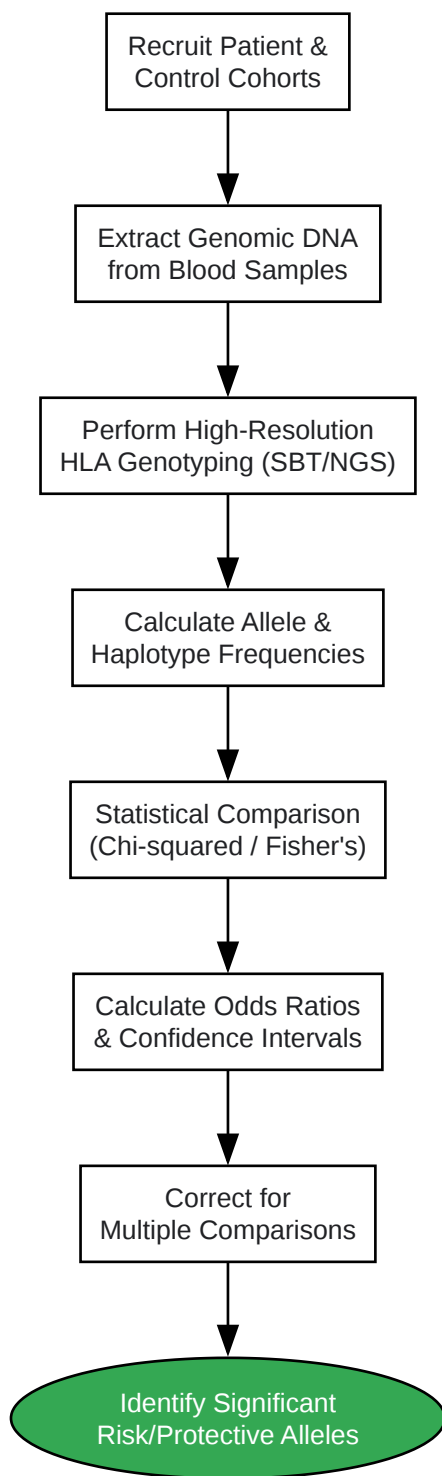 Recruit Patient &
Control Cohorts
Extract Genomic DNA
from Blood Samples
Perform High-Resolution
HLA Genotyping (SBT/NGS)
Calculate Allele &
Haplotype Frequencies
Statistical Comparison
(Chi-squared / Fisher's)
Calculate Odds Ratios
& Confidence Intervals
Correct for
Multiple Comparisons
Identify Significant
Risk/Protective Alleles